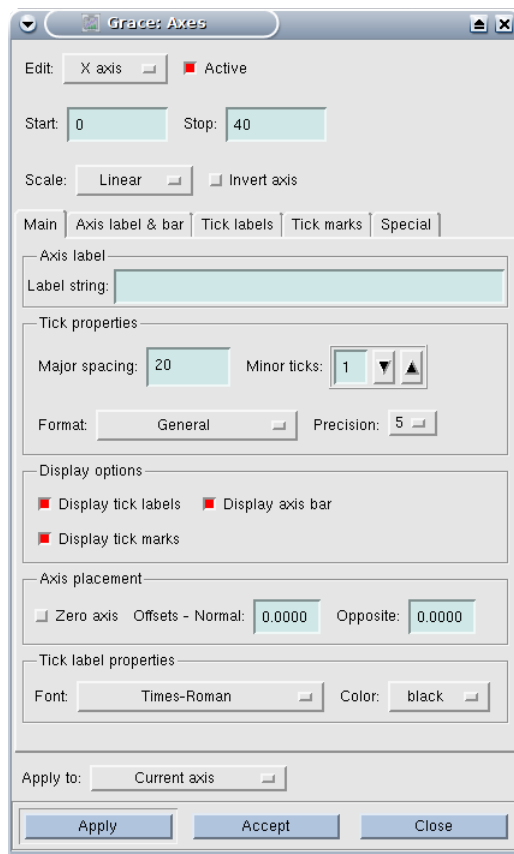 Grace: Axes
Edit: X axis Active
Start: 0 Stop: 40
Scale: Linear Invert axis
Main Axis label & bar Tick labels Tick marks Special
Axis label
Label string:
Tick properties
Major spacing: 20 Minor ticks: 1
Format: General Precision: 5
Display options
Display tick labels Display axis bar
Display tick marks
Axis placement
Zero axis Offsets - Normal: 0.0000 Opposite: 0.0000
Tick label properties
Font: Times-Roman Color: black
Apply to: Current axis
Apply Accept Close